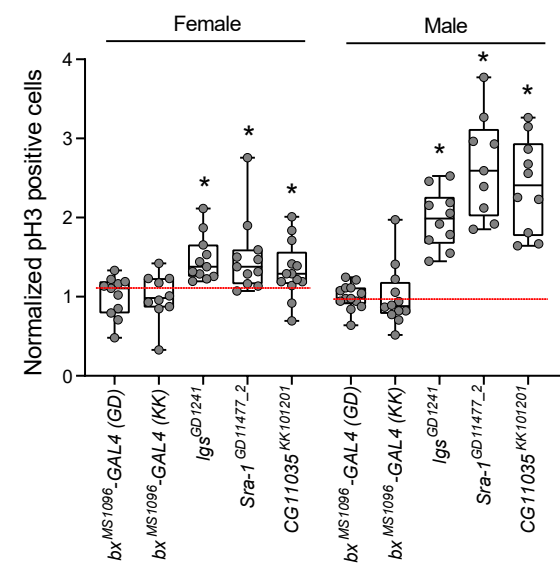 Female Male
Normalized pH3 positive cells
4
3
2
1
0
* * * * * *
bx^MS1096-GAL4 (GD)
bx^MS1096-GAL4 (KK)
lgs^GD1241
Sra-1^GD11477_2
CG11035^KK101201
bx^MS1096-GAL4 (GD)
bx^MS1096-GAL4 (KK)
lgs^GD1241
Sra-1^GD11477_2
CG11035^KK101201